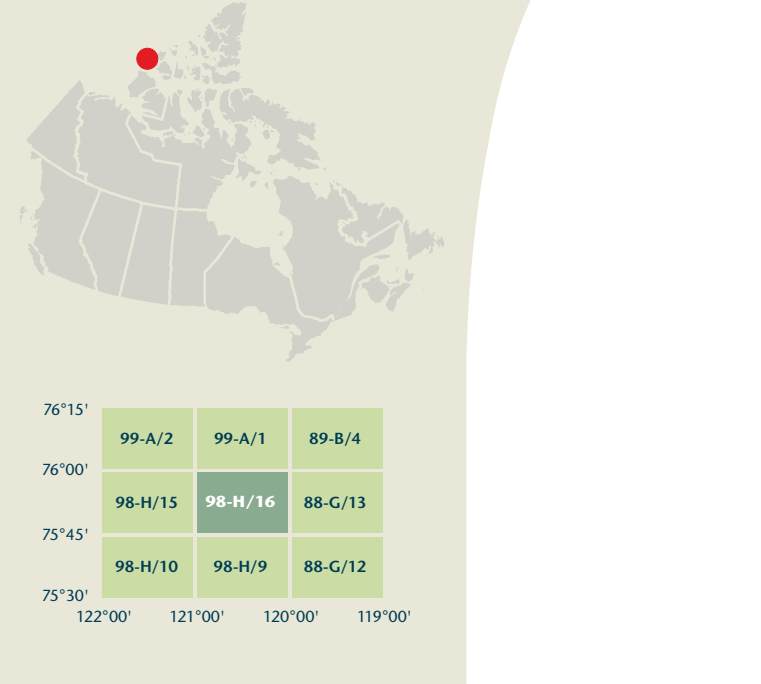 76°15'
99-A/2 99-A/1 89-B/4
76°00'
98-H/15 98-H/16 88-G/13
75°45'
98-H/10 98-H/9 88-G/12
75°30'
122°00' 121°00' 120°00' 119°00'